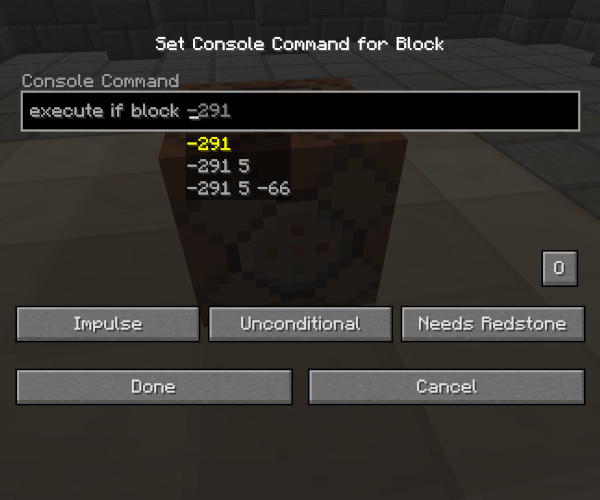 Set Console Command for Block
Console Command
execute if block -291
-291
-291 5
-291 5 -66
O
Impulse
Unconditional
Needs Redstone
Done
Cancel